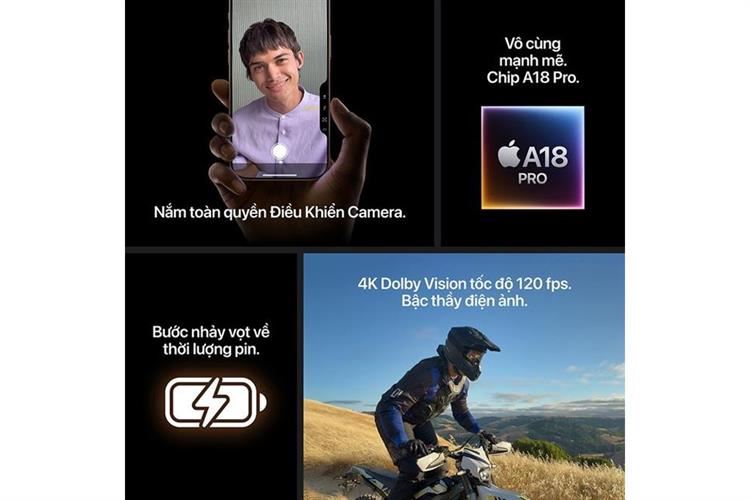 Nắm toàn quyền Điều Khiển Camera.
Vô cùng
mạnh mẽ.
Chip A18 Pro.
A18
PRO
Bước nhảy vọt về
thời lượng pin.
4K Dolby Vision tốc độ 120 fps.
Bậc thầy điện ảnh.